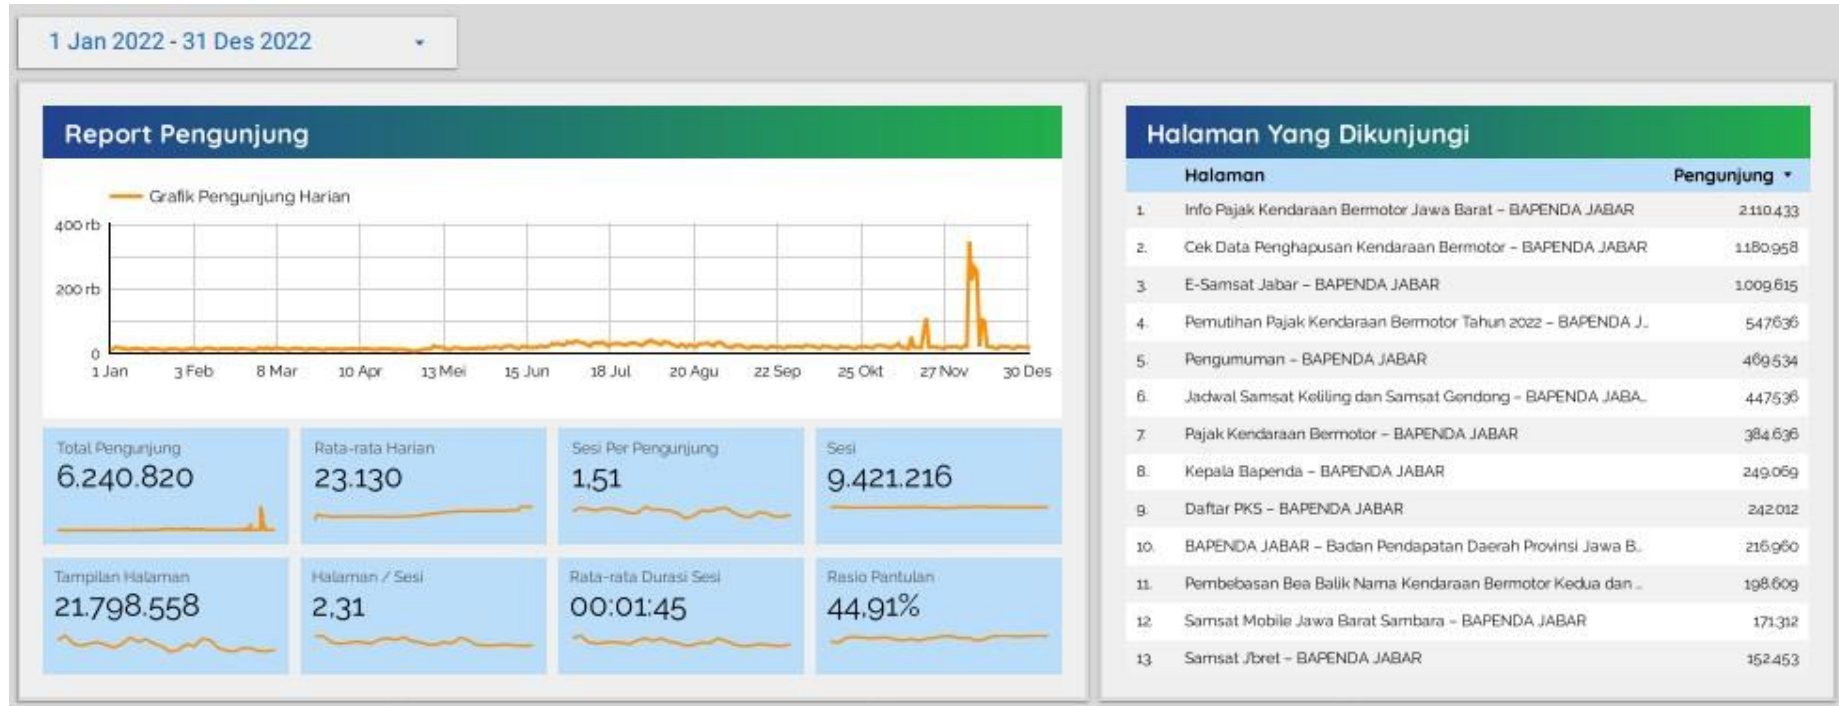 1 Jan 2022 - 31 Des 2022
Report Pengunjung
Grafik Pengunjung Harian
400 rb
200 rb
0
1 Jan 3 Feb 8 Mar 10 Apr 13 Mei 15 Jun 18 Jul 20 Agu 22 Sep 25 Okt 27 Nov 30 Des
Total Pengunjung
6.240.820
Rata-rata Harian
23.130
Sesi Per Pengunjung
1,51
Sesi
9.421.216
Tampilan Halaman
21.798.558
Halaman / Sesi
2,31
Rata-rata Durasi Sesi
00:01:45
Rasio Pantulan
44,91%
Halaman Yang Dikunjungi
Halaman Pengunjung
1. Info Pajak Kendaraan Bermotor Jawa Barat – BAPENDA JABAR 2.110.433
2. Cek Data Penghapusan Kendaraan Bermotor – BAPENDA JABAR 1.180.958
3. E-Samsat Jabar – BAPENDA JABAR 1.009.615
4. Pemutihan Pajak Kendaraan Bermotor Tahun 2022 – BAPENDA J... 547.636
5. Pengumuman – BAPENDA JABAR 469.534
6. Jadwal Samsat Keliling dan Samsat Gendong – BAPENDA JABA... 447.536
7. Pajak Kendaraan Bermotor – BAPENDA JABAR 384.636
8. Kepala Bapenda – BAPENDA JABAR 249.069
9. Daftar PKS – BAPENDA JABAR 242.012
10. BAPENDA JABAR – Badan Pendapatan Daerah Provinsi Jawa B... 216.960
11. Pembebasan Bea Balik Nama Kendaraan Bermotor Kedua dan ... 198.609
12. Samsat Mobile Jawa Barat Sambara – BAPENDA JABAR 171.312
13. Samsat J'bret – BAPENDA JABAR 152.453